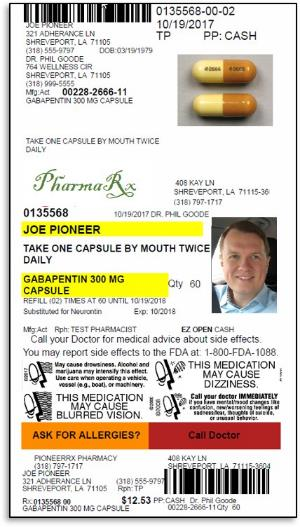 JOE PIONEER
321 ADHERANCE LN
SHREVEPORT, LA 71105
(318) 555-9797 DOB:03/19/1979
DR. PHIL GOODE
764 WELLNESS CIR
SHREVEPORT, LA 71105
(318) 999-5555
Mfg:Act 00228-2666-11
GABAPENTIN 300 MG CAPSULE
0135568-00-02
10/19/2017
TP PP: CASH
TAKE ONE CAPSULE BY MOUTH TWICE
DAILY
PharmaRx
408 KAY LN
SHREVEPORT, LA 71115-36
(318) 797-1717
0135568
10/19/2017 DR. PHIL GOODE
JOE PIONEER
TAKE ONE CAPSULE BY MOUTH TWICE
DAILY
GABAPENTIN 300 MG
CAPSULE
Qty 60
REFILL (02) TIMES AT 60 UNTIL 10/19/2018
Substituted for Neurontin Exp: 10/2018
Mfg:Act Rph: TEST PHARMACIST EZ OPEN CASH
Call your Doctor for medical advice about side effects.
You may report side effects to the FDA at: 1-800-FDA-1088.
May cause drowsiness. Alcohol and
marijuana may intensify this effect.
Use care when operating a vehicle,
vessel (e.g. boat), or machinery.
THIS MEDICATION
MAY CAUSE
DIZZINESS.
THIS MEDICATION
MAY CAUSE
BLURRED VISION.
Call your doctor IMMEDIATELY
if you have mental/mood changes like
confusion, new/worsening feelings of
sadness/fear, thoughts of suicide,
or unusual behavior.
ASK FOR ALLERGIES?
Call Doctor
PIONEERRX PHARMACY
(318) 797-1717
408 KAY LN
SHREVEPORT, LA 71115-3604
JOE PIONEER
321 ADHERANCE LN
SHREVEPORT, LA 71105
(318) 555-9797
Rph: TP
Rx: 0135568 00
$12.53 PP:CASH Dr. Phil Goode
00228-2666-11 Qty: 60